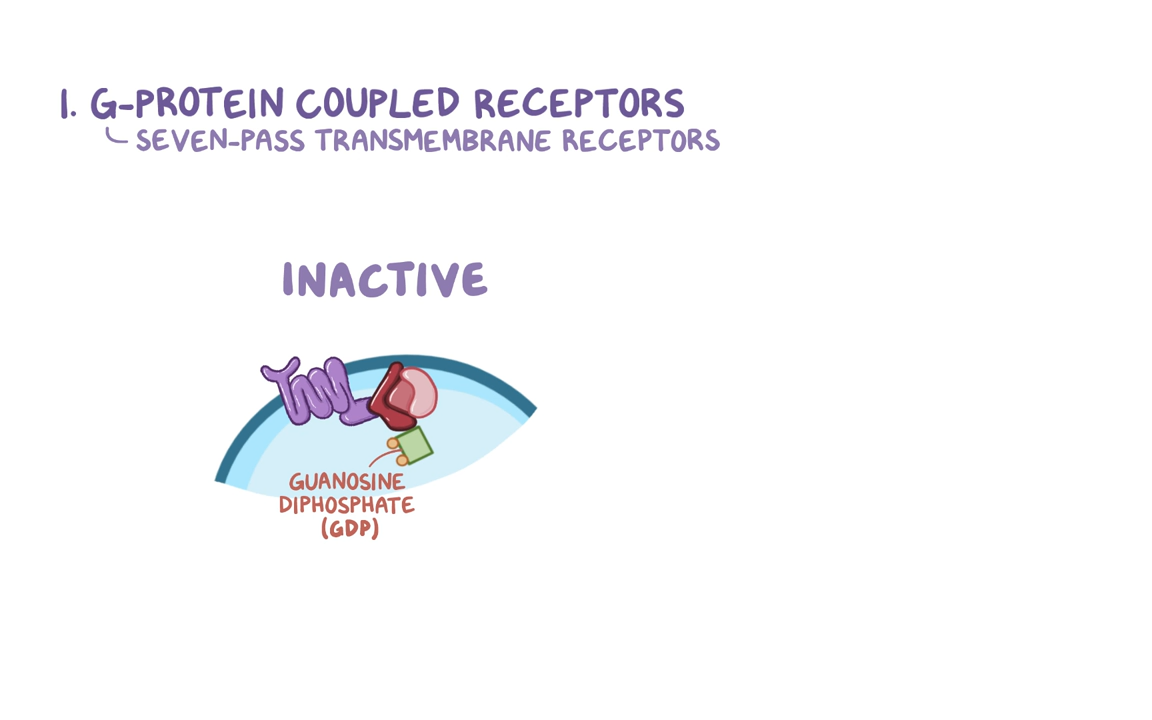 1. G-PROTEIN COUPLED RECEPTORS
SEVEN-PASS TRANSMEMBRANE RECEPTORS
INACTIVE
GUANOSINE
DIPHOSPHATE
(GDP)